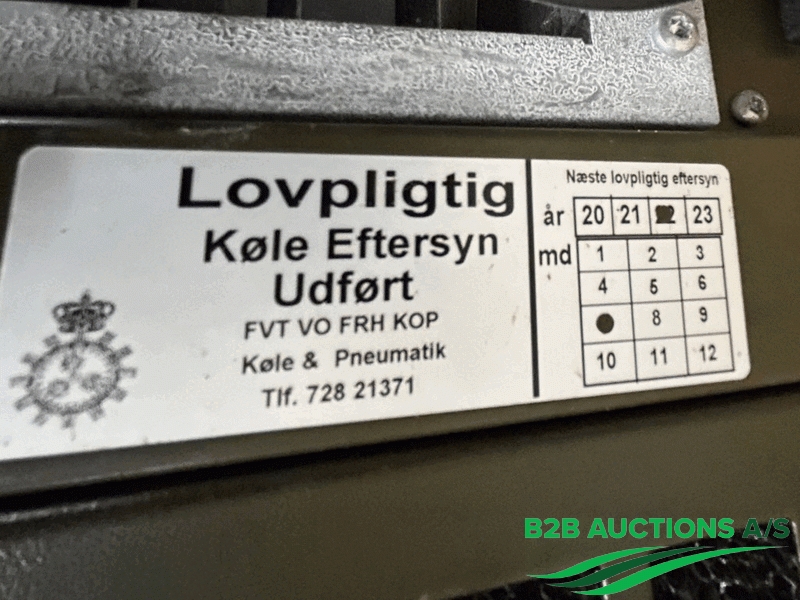 Lovpligtig
Køle Eftersyn
Udført
FVT VO FRH KOP
Køle & Pneumatik
Tlf. 728 21371
Næste lovpligtig eftersyn
år 20 21 23
md 1 2 3
4 5 6
8 9
10 11 12
B2B AUCTIONS A/S